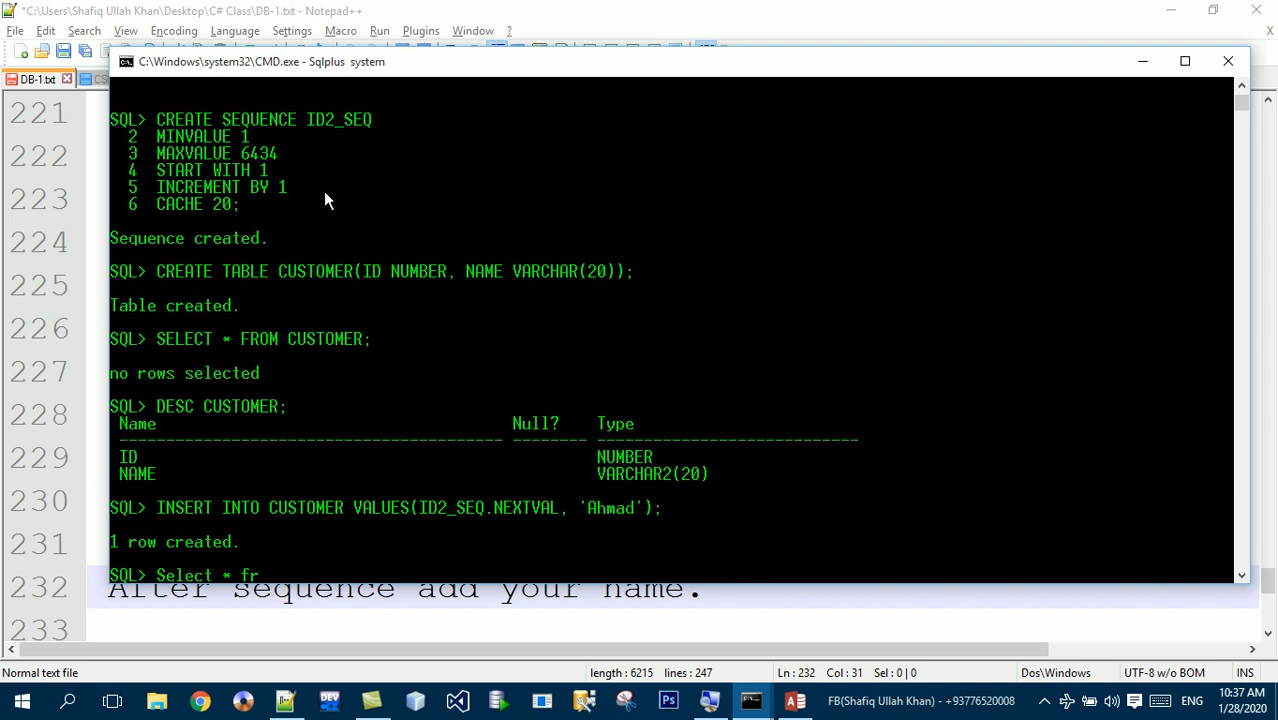 *C:\Users\Shafiq Ullah Khan\Desktop\C# Class\DB-1.txt - Notepad++
File Edit Search View Encoding Language Settings Macro Run Plugins Window ?
X
C:\Windows\system32\CMD.exe - Sqlplus system
DB-1.txt
CS
221
222
223
224
225
226
227
228
229
230
231
232
233
SQL> CREATE SEQUENCE ID2_SEQ
2 MINVALUE 1
3 MAXVALUE 6434
4 START WITH 1
5 INCREMENT BY 1
6 CACHE 20;
Sequence created.
SQL> CREATE TABLE CUSTOMER(ID NUMBER, NAME VARCHAR(20));
Table created.
SQL> SELECT * FROM CUSTOMER;
no rows selected
SQL> DESC CUSTOMER;
Name Null? Type
----------------------------------------- -------- ----------------------------
ID NUMBER
NAME VARCHAR2(20)
SQL> INSERT INTO CUSTOMER VALUES(ID2_SEQ.NEXTVAL, 'Ahmad');
1 row created.
SQL> Select * fr
After sequence add your name.
Normal text file length : 6215 lines : 247 Ln : 232 Col : 31 Sel : 0 | 0 Dos\Windows UTF-8 w/o BOM INS
DEV
Ps
FB(Shafiq Ullah Khan) - +93776520008
ENG
10:37 AM
1/28/2020